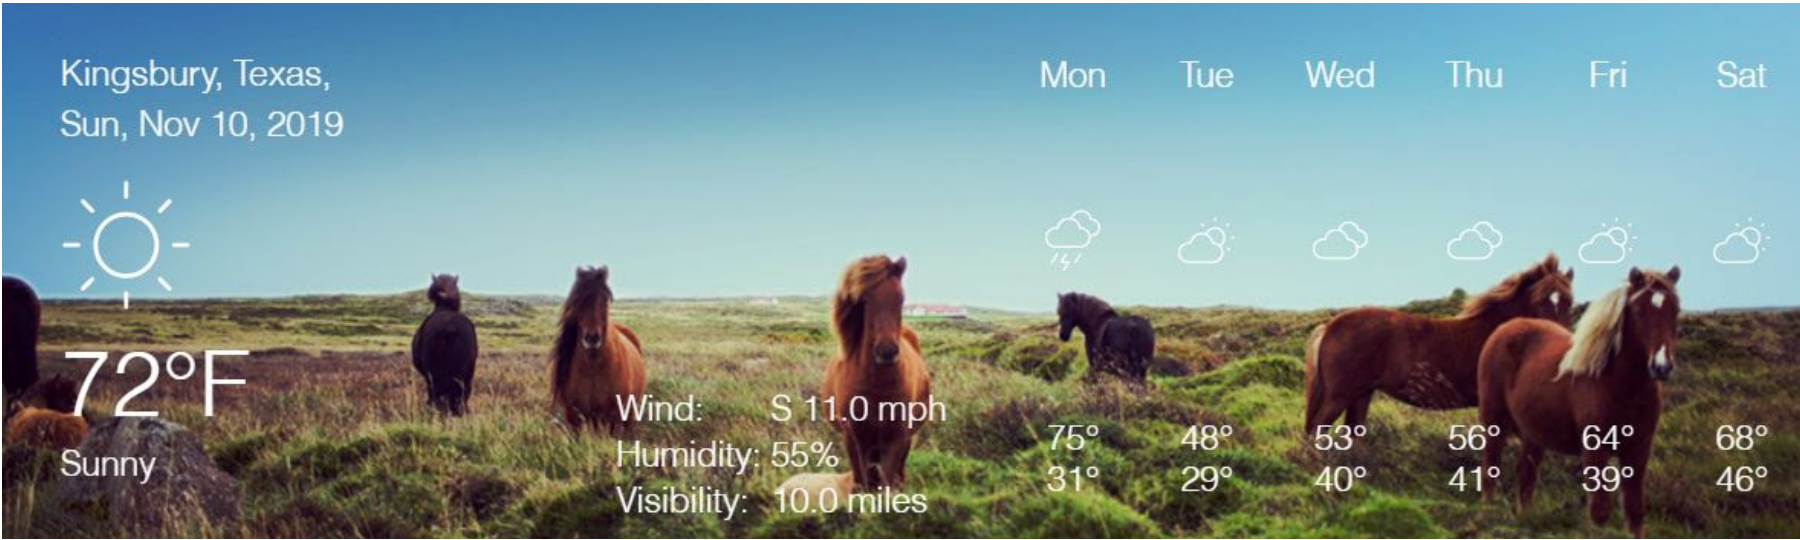 Kingsbury, Texas,
Sun, Nov 10, 2019
72°F
Sunny
Wind: S 11.0 mph
Humidity: 55%
Visibility: 10.0 miles
Mon Tue Wed Thu Fri Sat
75° 48° 53° 56° 64° 68°
31° 29° 40° 41° 39° 46°